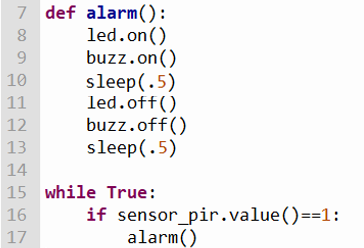 7 def alarm():
8     led.on()
9     buzz.on()
10     sleep(.5)
11     led.off()
12     buzz.off()
13     sleep(.5)
14
15 while True:
16     if sensor_pir.value()==1:
17         alarm()